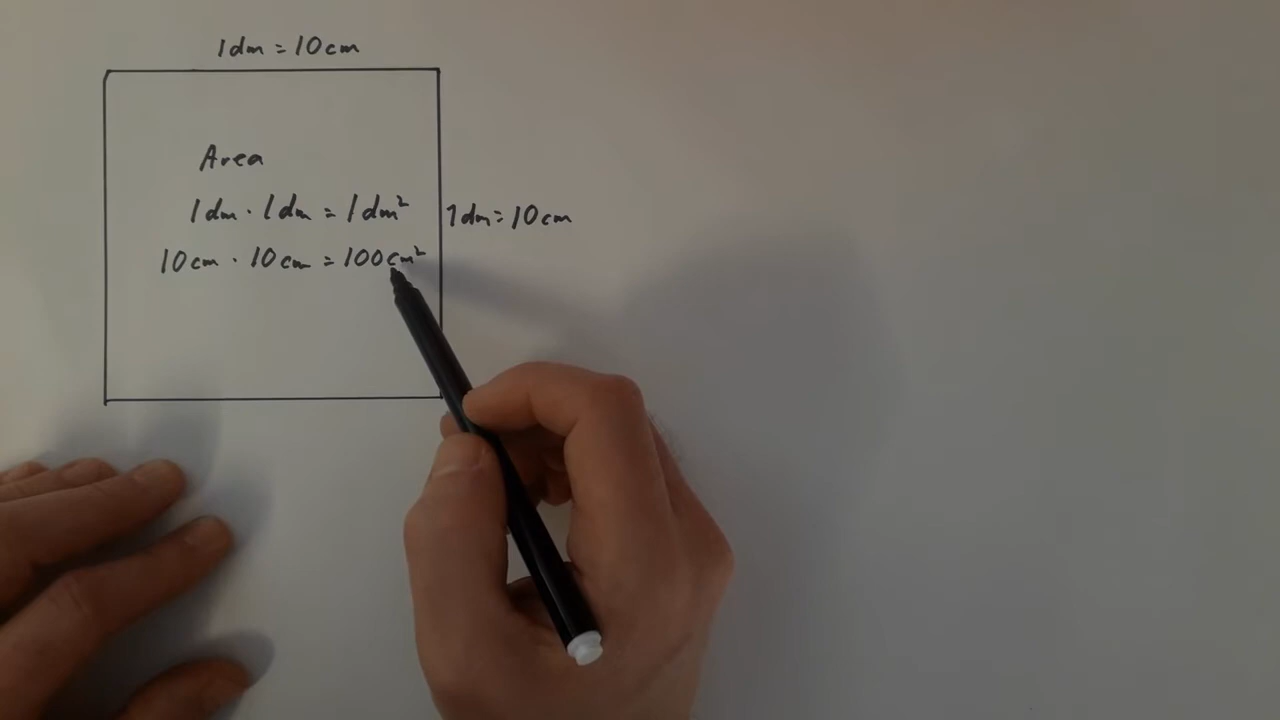 1dm = 10cm
Area
1dm · 1dm = 1dm²
1dm = 10cm
10cm · 10cm = 100cm²